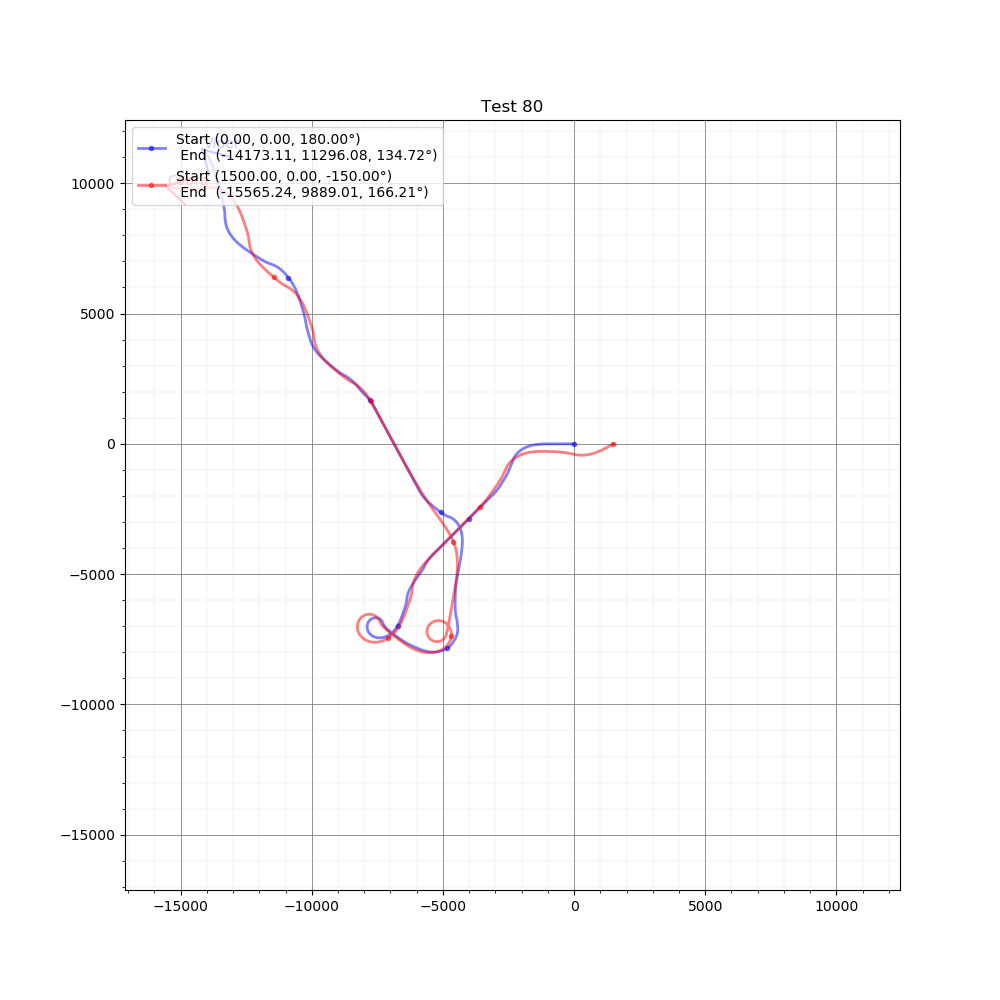 Test 80
Start (0.00, 0.00, 180.00°)
End (-14173.11, 11296.08, 134.72°)
Start (1500.00, 0.00, -150.00°)
End (-15565.24, 9889.01, 166.21°)
10000
5000
0
−5000
−10000
−15000
−15000 −10000 −5000 0 5000 10000